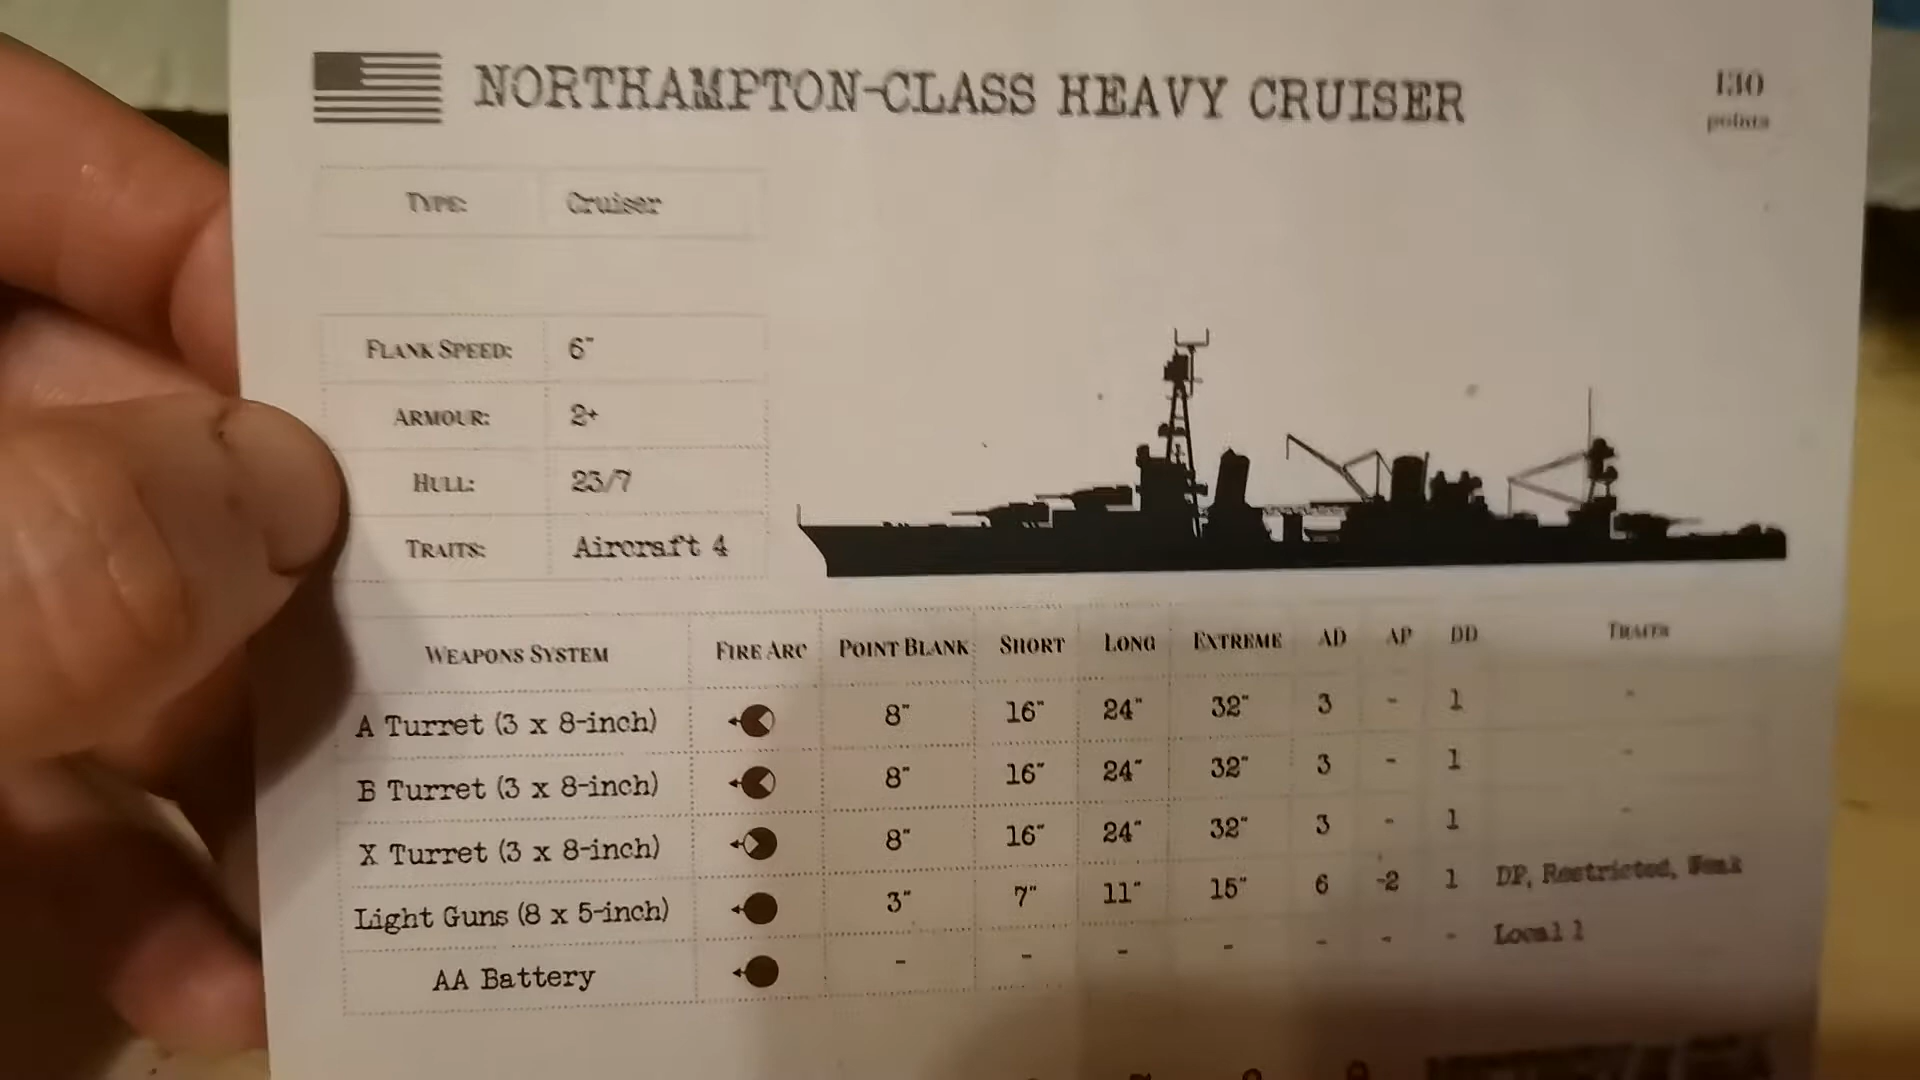 NORTHAMPTON-CLASS HEAVY CRUISER
130
points
TYPE: Cruiser
FLANK SPEED: 6"
ARMOUR: 2+
HULL: 23/7
TRAITS: Aircraft 4
WEAPONS SYSTEM FIRE ARC POINT BLANK SHORT LONG EXTREME AD AP DD TRAITS
A Turret (3 x 8-inch) 8" 16" 24" 32" 3 - 1 -
B Turret (3 x 8-inch) 8" 16" 24" 32" 3 - 1 -
X Turret (3 x 8-inch) 8" 16" 24" 32" 3 - 1 -
Light Guns (8 x 5-inch) 3" 7" 11" 15" 6 -2 1 DP, Restricted, Weak
AA Battery - - - - - - - Local 1